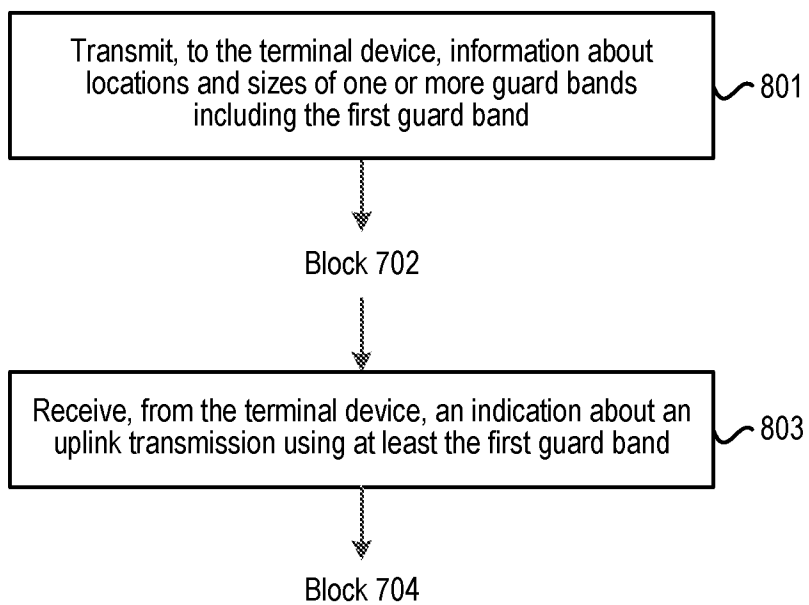 Transmit, to the terminal device, information about
locations and sizes of one or more guard bands
including the first guard band
801
Block 702
Receive, from the terminal device, an indication about an
uplink transmission using at least the first guard band
803
Block 704